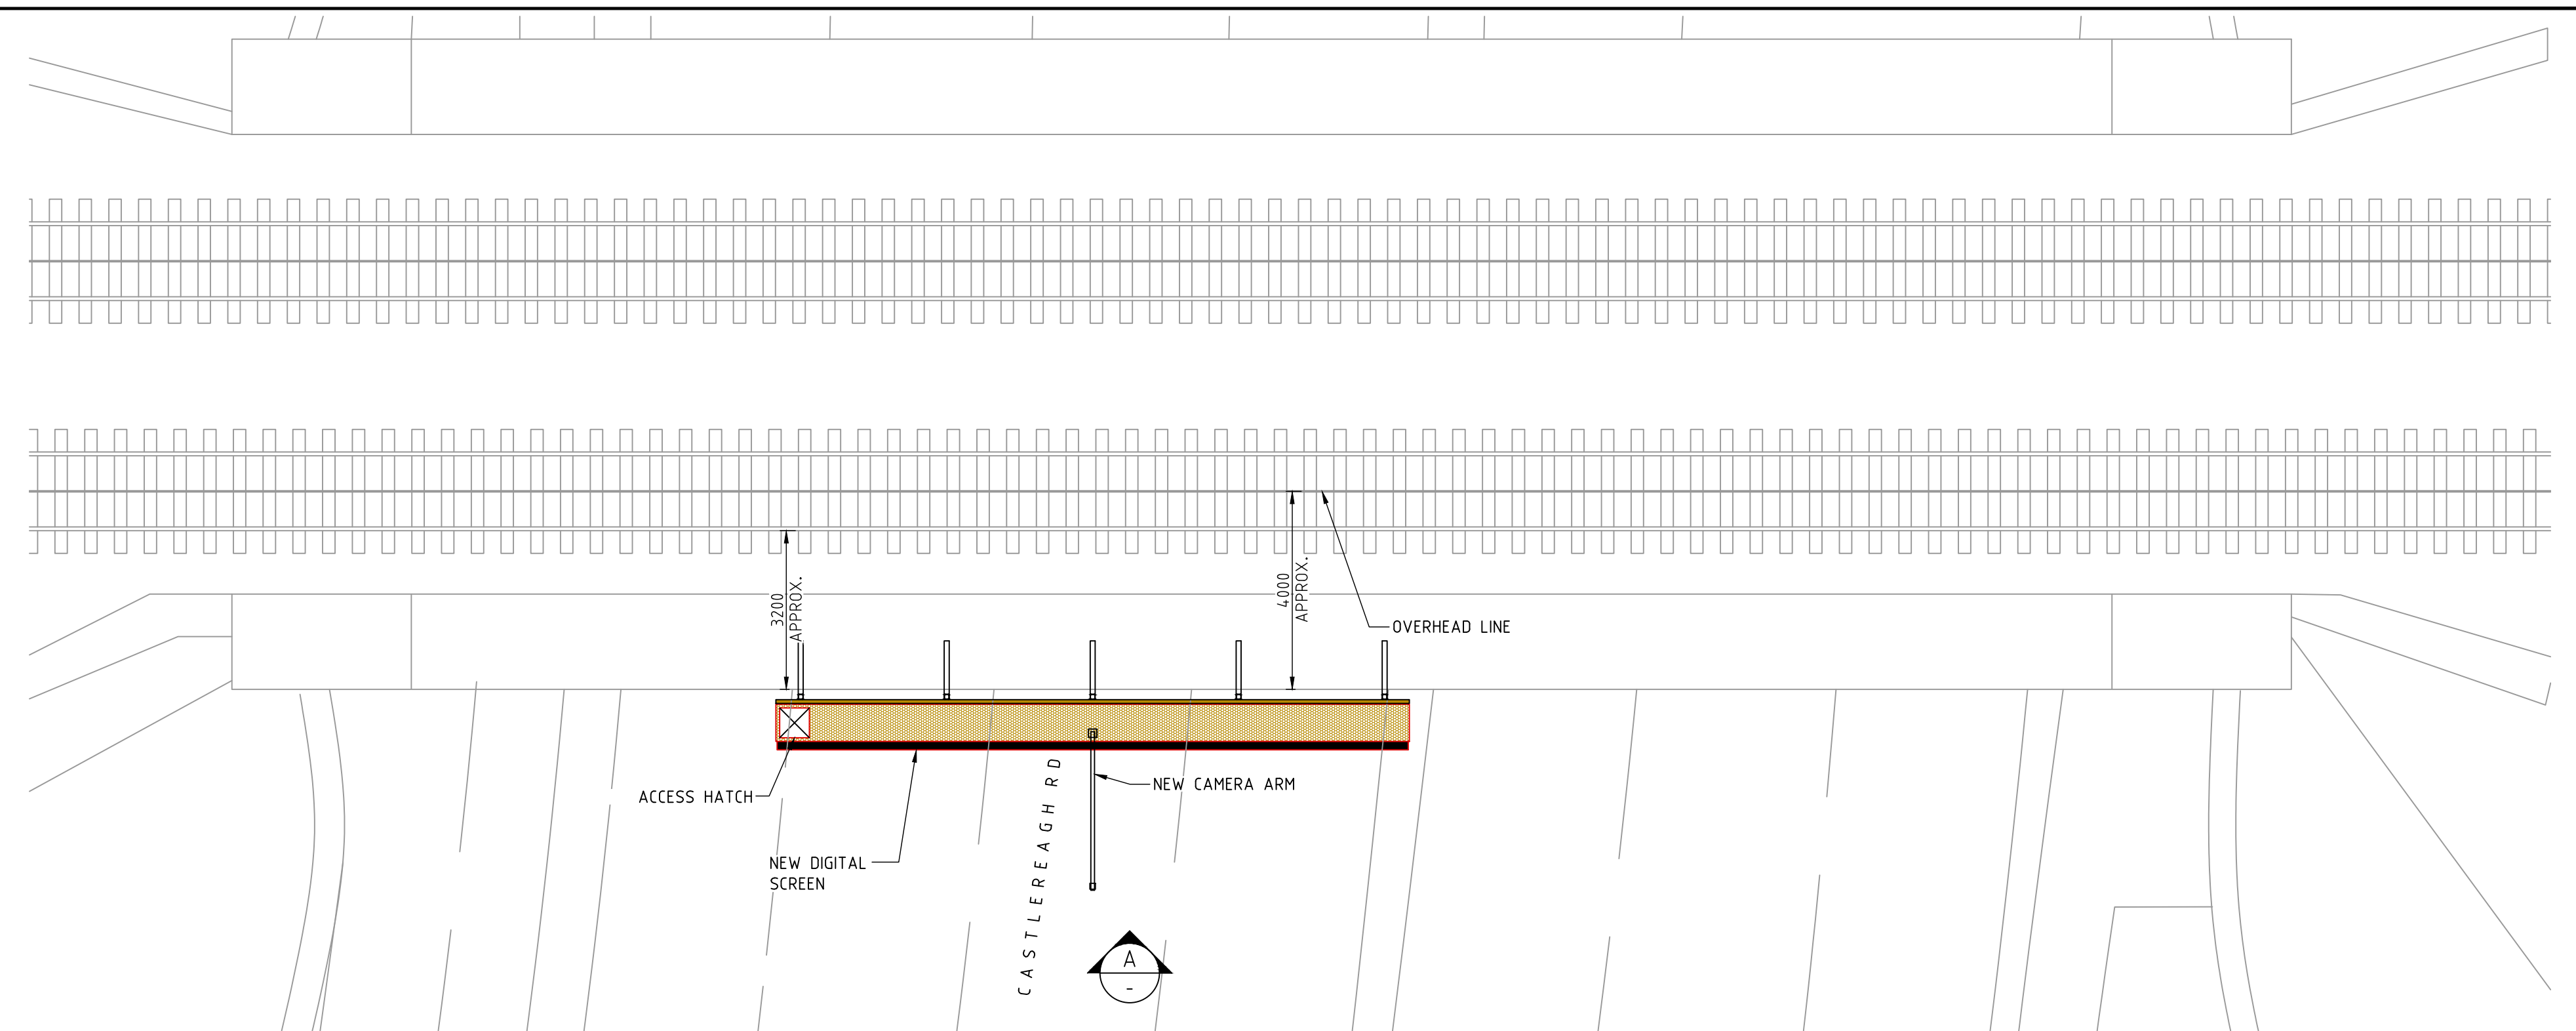 3200
APPROX.
4000
APPROX.
OVERHEAD LINE
ACCESS HATCH
NEW CAMERA ARM
NEW DIGITAL
SCREEN
CASTLEREAGH RD
A
-